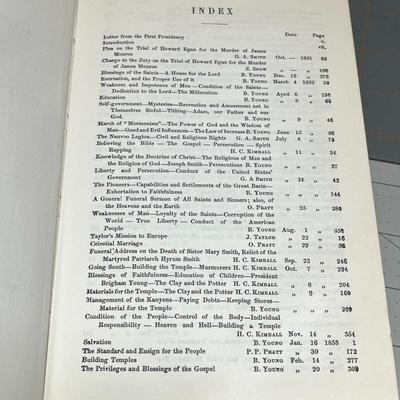 INDEX
Date. Page
Letter from the First Presidency
Introduction v.
Plea on the Trial of Howard Egan for the Murder of James vii.
Monroe G. A. SMITH Oct. — 1851 95
Charge to the Jury on the Trial of Howard Egan for the Murder
of James Monroe Z. SNOW „ „ 100
Blessings of the Saints—A House for the Lord B. YOUNG Dec. 16 „ 376
Recreation, and the Proper Use of it B. YOUNG March 4 1852 28
Weakness and Impotence of Men—Condition of the Saints—
Dedication to the Lord—The Millennium B. YOUNG April 6 „ 198
Education B. YOUNG „ 8 „ 66
Self-government—Mysteries—Recreation and Amusement not in
Themselves Sinful—Tithing—Adam, our Father and our
God. B. YOUNG „ 9 „ 46
March of "Mormonism"—The Power of God and the Wisdom of
Man—Good and Evil Influences—The Law of Increase B. YOUNG June 13 „ 88
The Nauvoo Legion—Civil and Religious Rights G. A. SMITH July 4 „ 79
Believing the Bible—The Gospel—Persecution—Spirit
Rapping H. C. KIMBALL „ 11 „ 34
Knowledge of the Doctrine of Christ—The Religions of Men and
the Religion of God—Joseph Smith—Persecutions B. YOUNG „ „ 37
Liberty and Persecution—Conduct of the United States'
Government G. A. SMITH „ 24 „ 42
The Pioneers—Capabilities and Settlements of the Great Basin—
Exhortation to Faithfulness B. YOUNG „ „ 144
A General Funeral Sermon of All Saints and Sinners; also, of
the Heavens and the Earth O. PRATT „ 25 „ 280
Weaknesses of Man—Loyalty of the Saints—Corruption of the
World—True Liberty—Conduct of the American
People B. YOUNG Aug. 1 „ 358
Taylor's Mission to Europe J. TAYLOR „ 22 „ 16
Celestial Marriage O. PRATT „ 29 „
Funeral Address on the Death of Sister Mary Smith, Relict of the
Martyred Patriarch Hyrum Smith H. C. KIMBALL Sep. 23 „ 246
Going South—Building the Temple—Murmurers H. C. KIMBALL Oct. 7 „ 294
Blessings of Faithfulness—Education of Children—President
Brigham Young—The Clay and the Potter H. C. KIMBALL „ 8 „ 204
Materials for the Temple—The Clay and the Potter H. C. KIMBALL „ 9 „ 160
Management of the Kanyons—Paying Debts—Keeping Stores—
Material for the Temple B. YOUNG „ „ 209
Condition of the People—Control of the Body—Individual
Responsibility—Heaven and Hell—Building a Temple
H. C. KIMBALL Nov. 14 „ 354
Salvation B. YOUNG Jan. 16 1853 1
The Standard and Ensign for the People P. P. PRATT „ 30 „ 172
Building Temples B. YOUNG Feb. 14 „ 277
The Privileges and Blessings of the Gospel B. YOUNG „ 20 „ 309